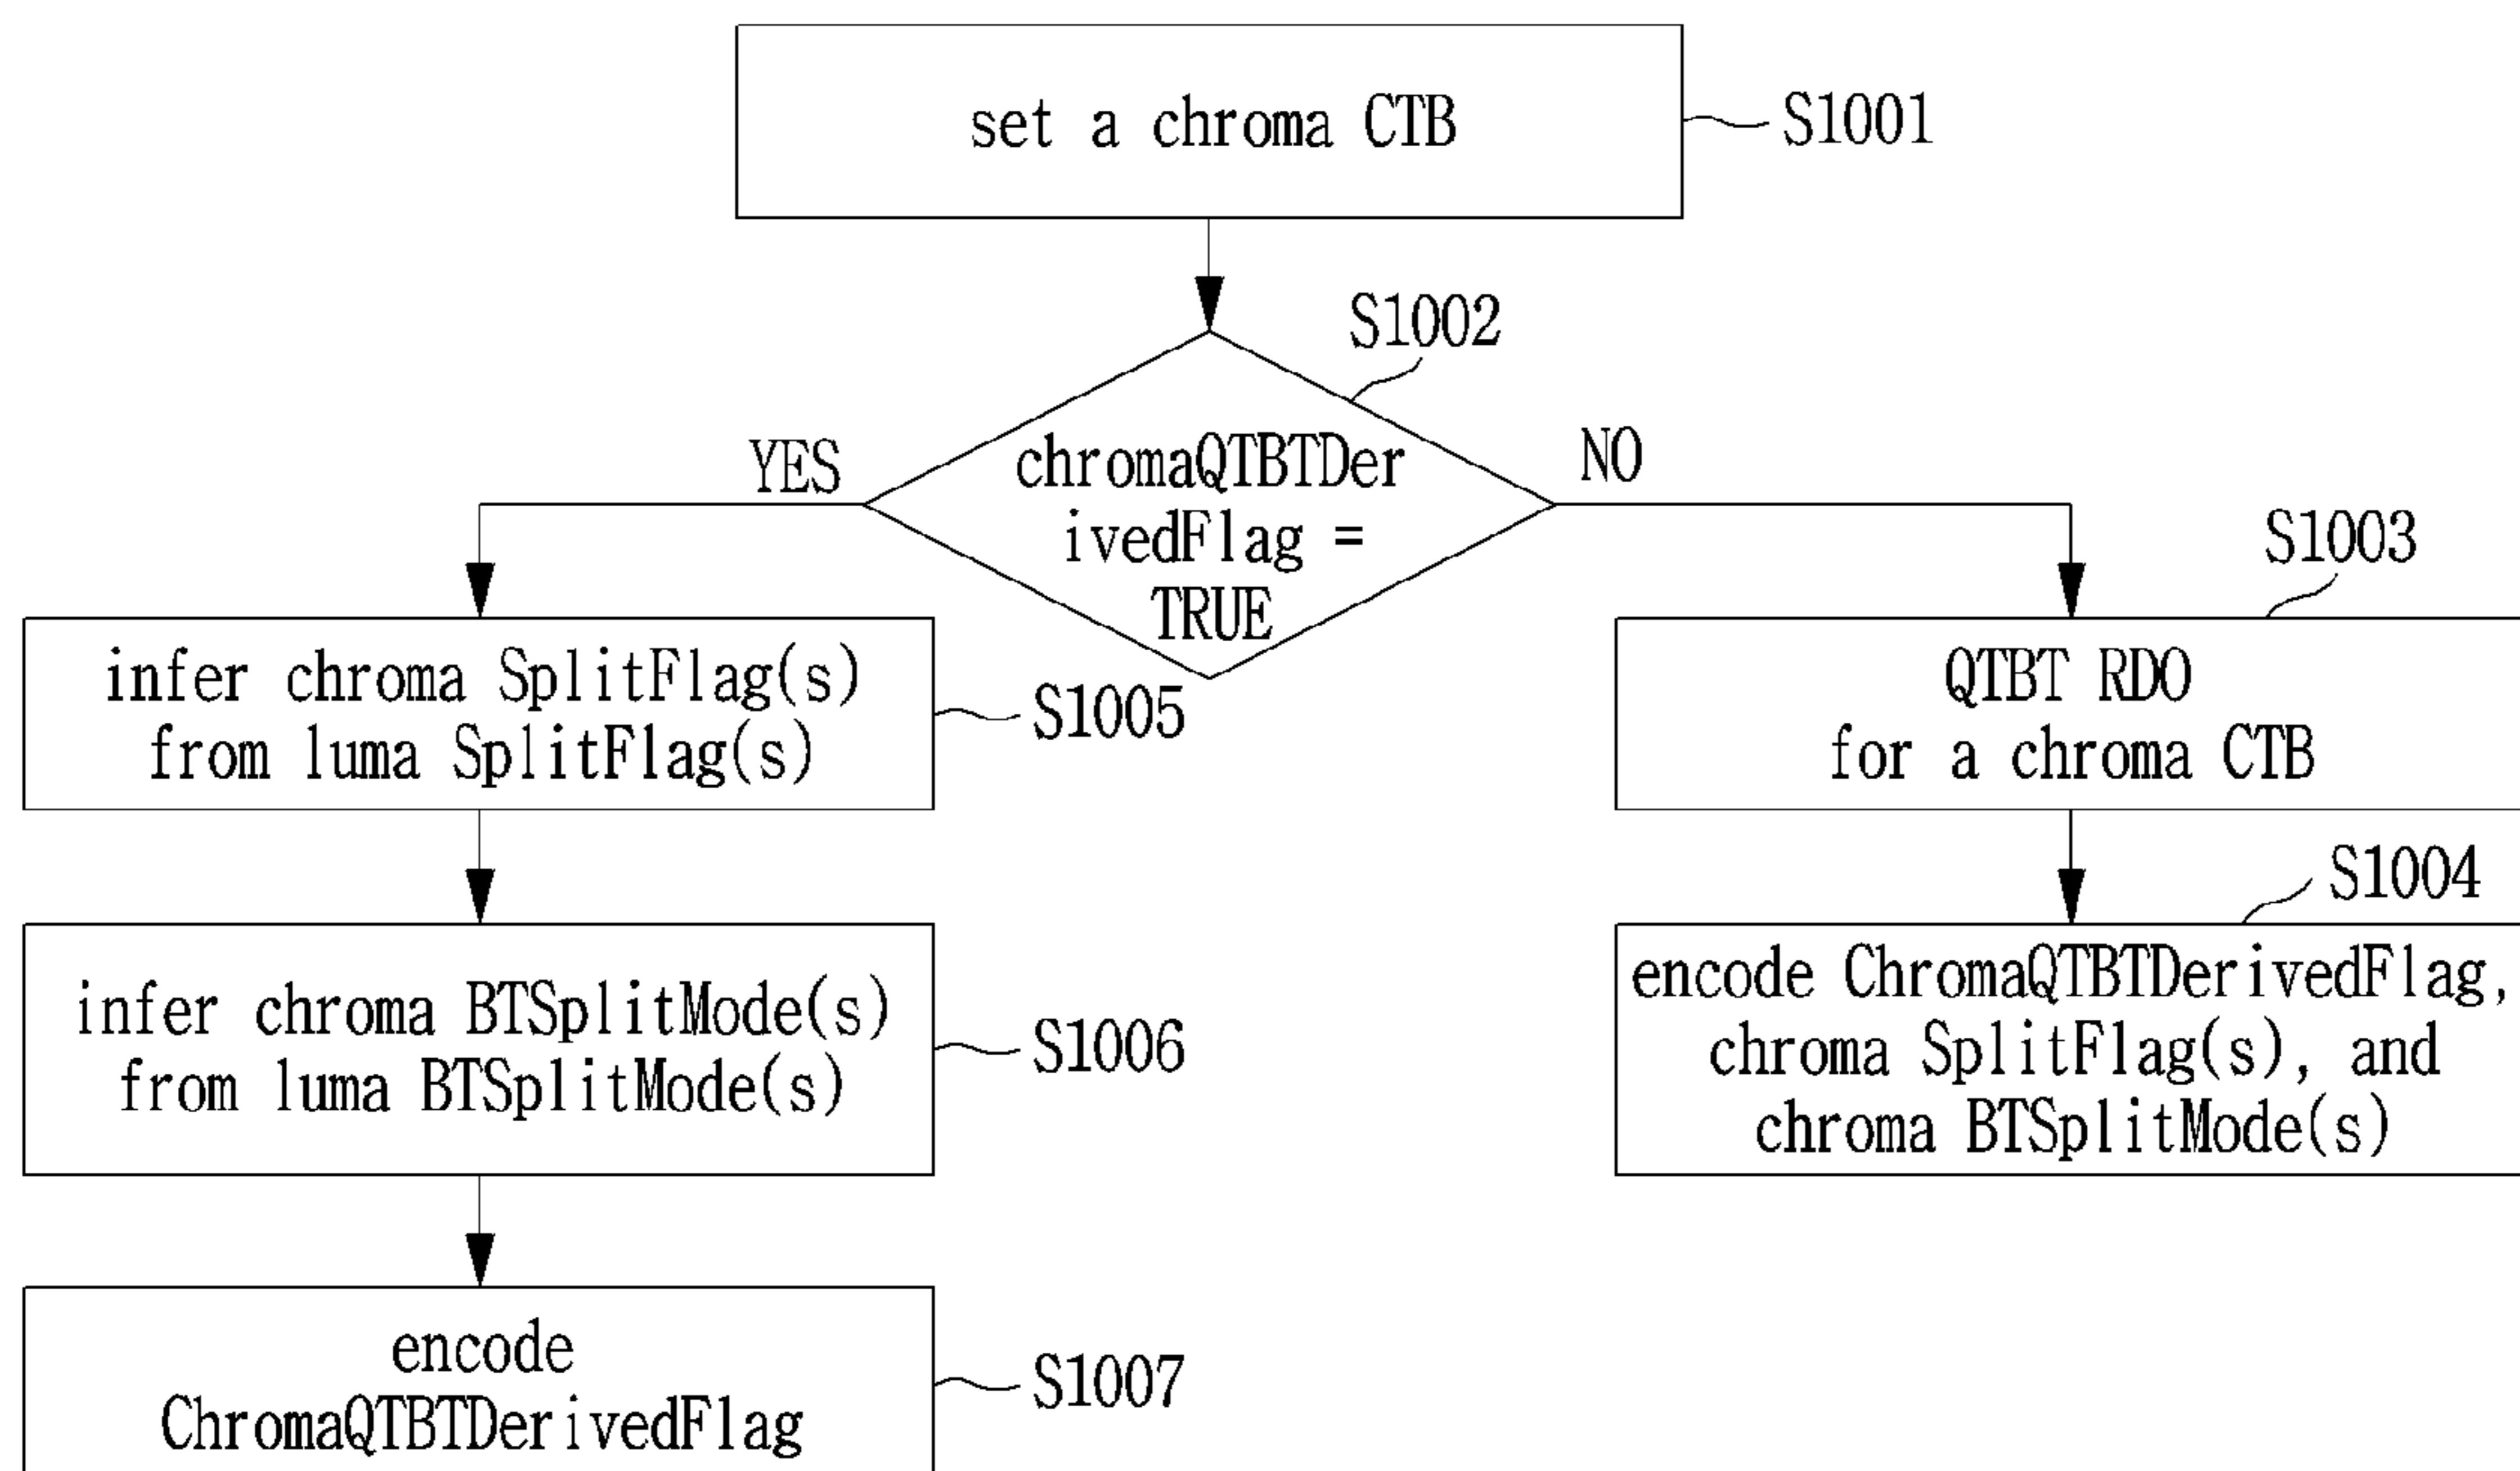 set a chroma CTB
S1001
S1002
chromaQTBTDer
ivedFlag =
TRUE
YES
NO
S1003
QTBT RDO
for a chroma CTB
infer chroma SplitFlag(s)
from luma SplitFlag(s)
S1005
S1004
encode ChromaQTBTDerivedFlag,
chroma SplitFlag(s), and
chroma BTSplitMode(s)
infer chroma BTSplitMode(s)
from luma BTSplitMode(s)
S1006
encode
ChromaQTBTDerivedFlag
S1007